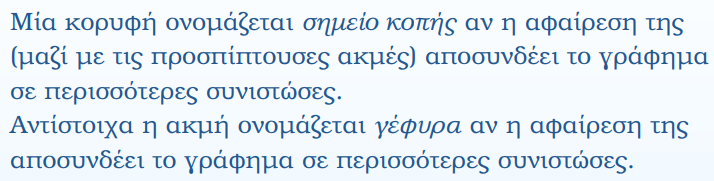 Μία κορυφή ονομάζεται σημείο κοπής αν η αφαίρεση της
(μαζί με τις προσπίπτουσες ακμές) αποσυνδέει το γράφημα
σε περισσότερες συνιστώσες.
Αντίστοιχα η ακμή ονομάζεται γέφυρα αν η αφαίρεση της
αποσυνδέει το γράφημα σε περισσότερες συνιστώσες.